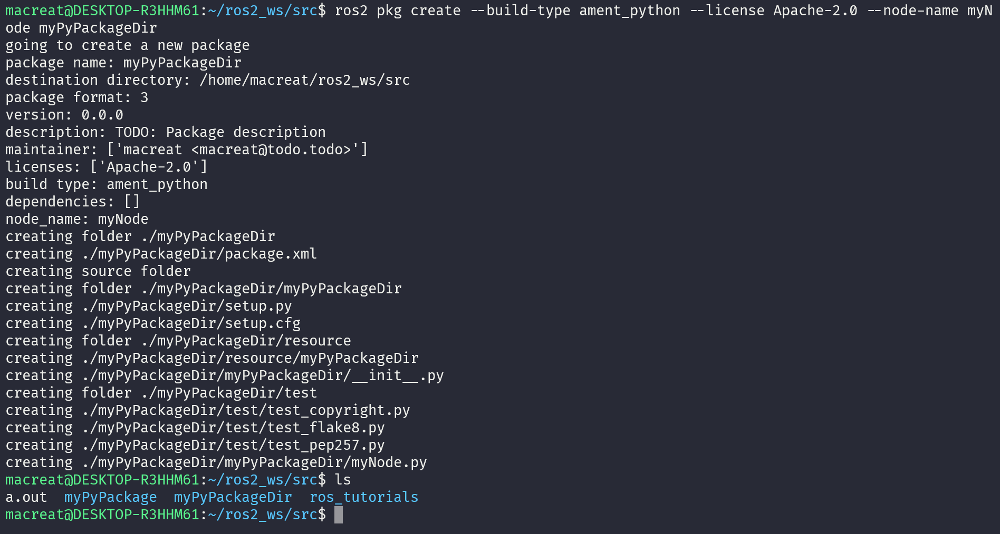 macreat@DESKTOP-R3HHM61:~/ros2_ws/src$ ros2 pkg create --build-type ament_python --license Apache-2.0 --node-name myN
ode myPyPackageDir
going to create a new package
package name: myPyPackageDir
destination directory: /home/macreat/ros2_ws/src
package format: 3
version: 0.0.0
description: TODO: Package description
maintainer: ['macreat <macreat@todo.todo>']
licenses: ['Apache-2.0']
build type: ament_python
dependencies: []
node_name: myNode
creating folder ./myPyPackageDir
creating ./myPyPackageDir/package.xml
creating source folder
creating folder ./myPyPackageDir/myPyPackageDir
creating ./myPyPackageDir/setup.py
creating ./myPyPackageDir/setup.cfg
creating folder ./myPyPackageDir/resource
creating ./myPyPackageDir/resource/myPyPackageDir
creating ./myPyPackageDir/myPyPackageDir/__init__.py
creating folder ./myPyPackageDir/test
creating ./myPyPackageDir/test/test_copyright.py
creating ./myPyPackageDir/test/test_flake8.py
creating ./myPyPackageDir/test/test_pep257.py
creating ./myPyPackageDir/myPyPackageDir/myNode.py
macreat@DESKTOP-R3HHM61:~/ros2_ws/src$ ls
a.out  myPyPackage  myPyPackageDir  ros_tutorials
macreat@DESKTOP-R3HHM61:~/ros2_ws/src$